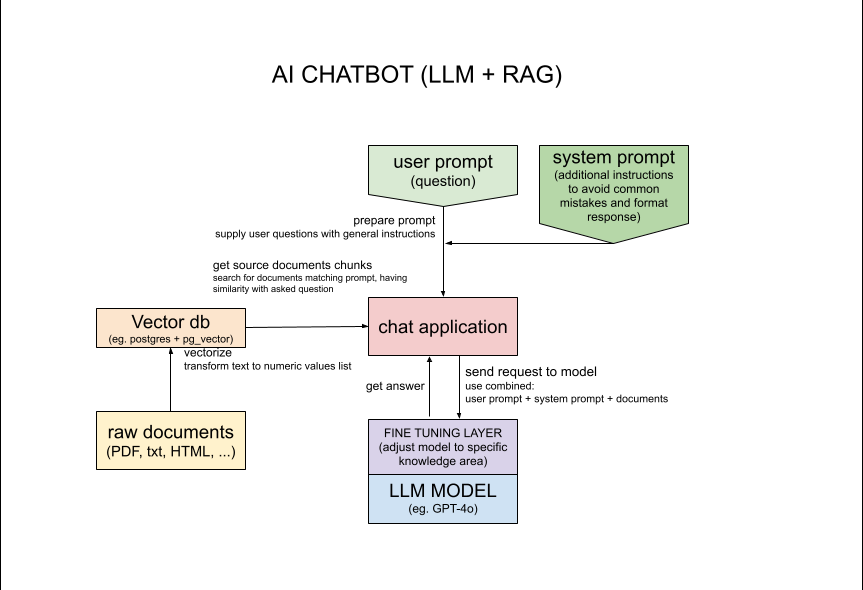 AI CHATBOT (LLM + RAG)
user prompt
(question)
system prompt
(additional instructions
to avoid common
mistakes and format
response)
prepare prompt
supply user questions with general instructions
get source documents chunks
search for documents matching prompt, having
similarity with asked question
Vector db
(eg. postgres + pg_vector)
chat application
vectorize
transform text to numeric values list
get answer
send request to model
use combined:
user prompt + system prompt + documents
raw documents
(PDF, txt, HTML, ...)
FINE TUNING LAYER
(adjust model to specific
knowledge area)
LLM MODEL
(eg. GPT-4o)